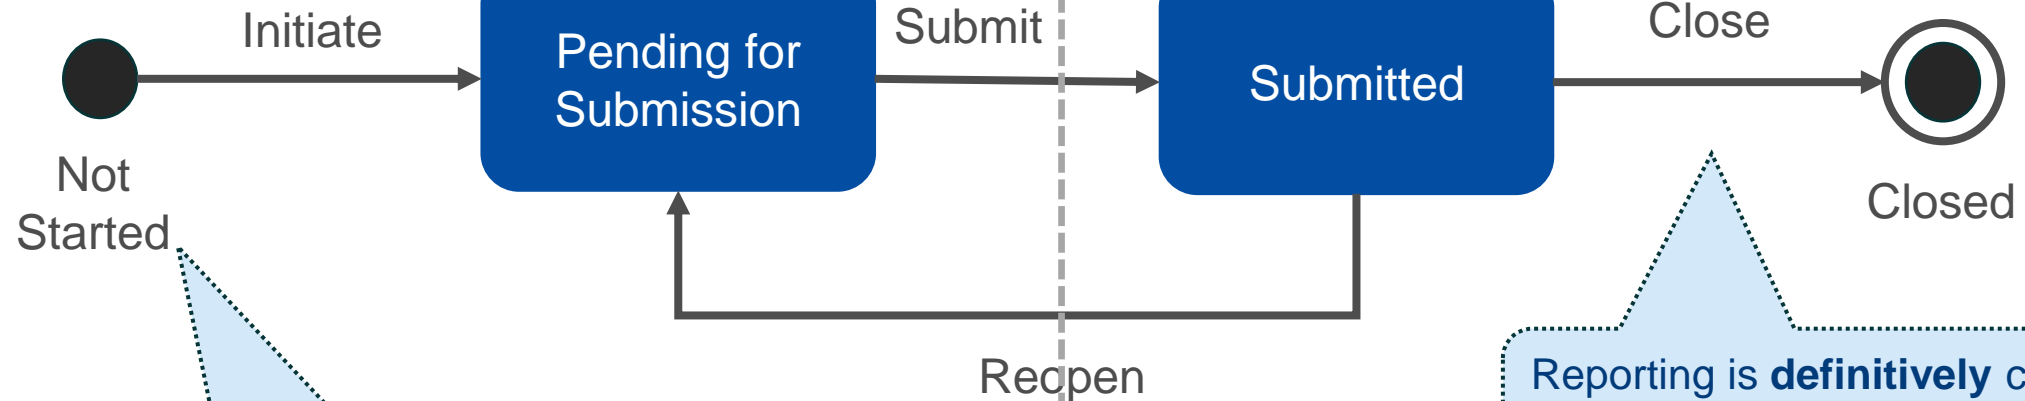 Initiate
Pending for
Submission
Submit
Submitted
Close
Not
Started
Closed
Reopen
Reporting is definitively